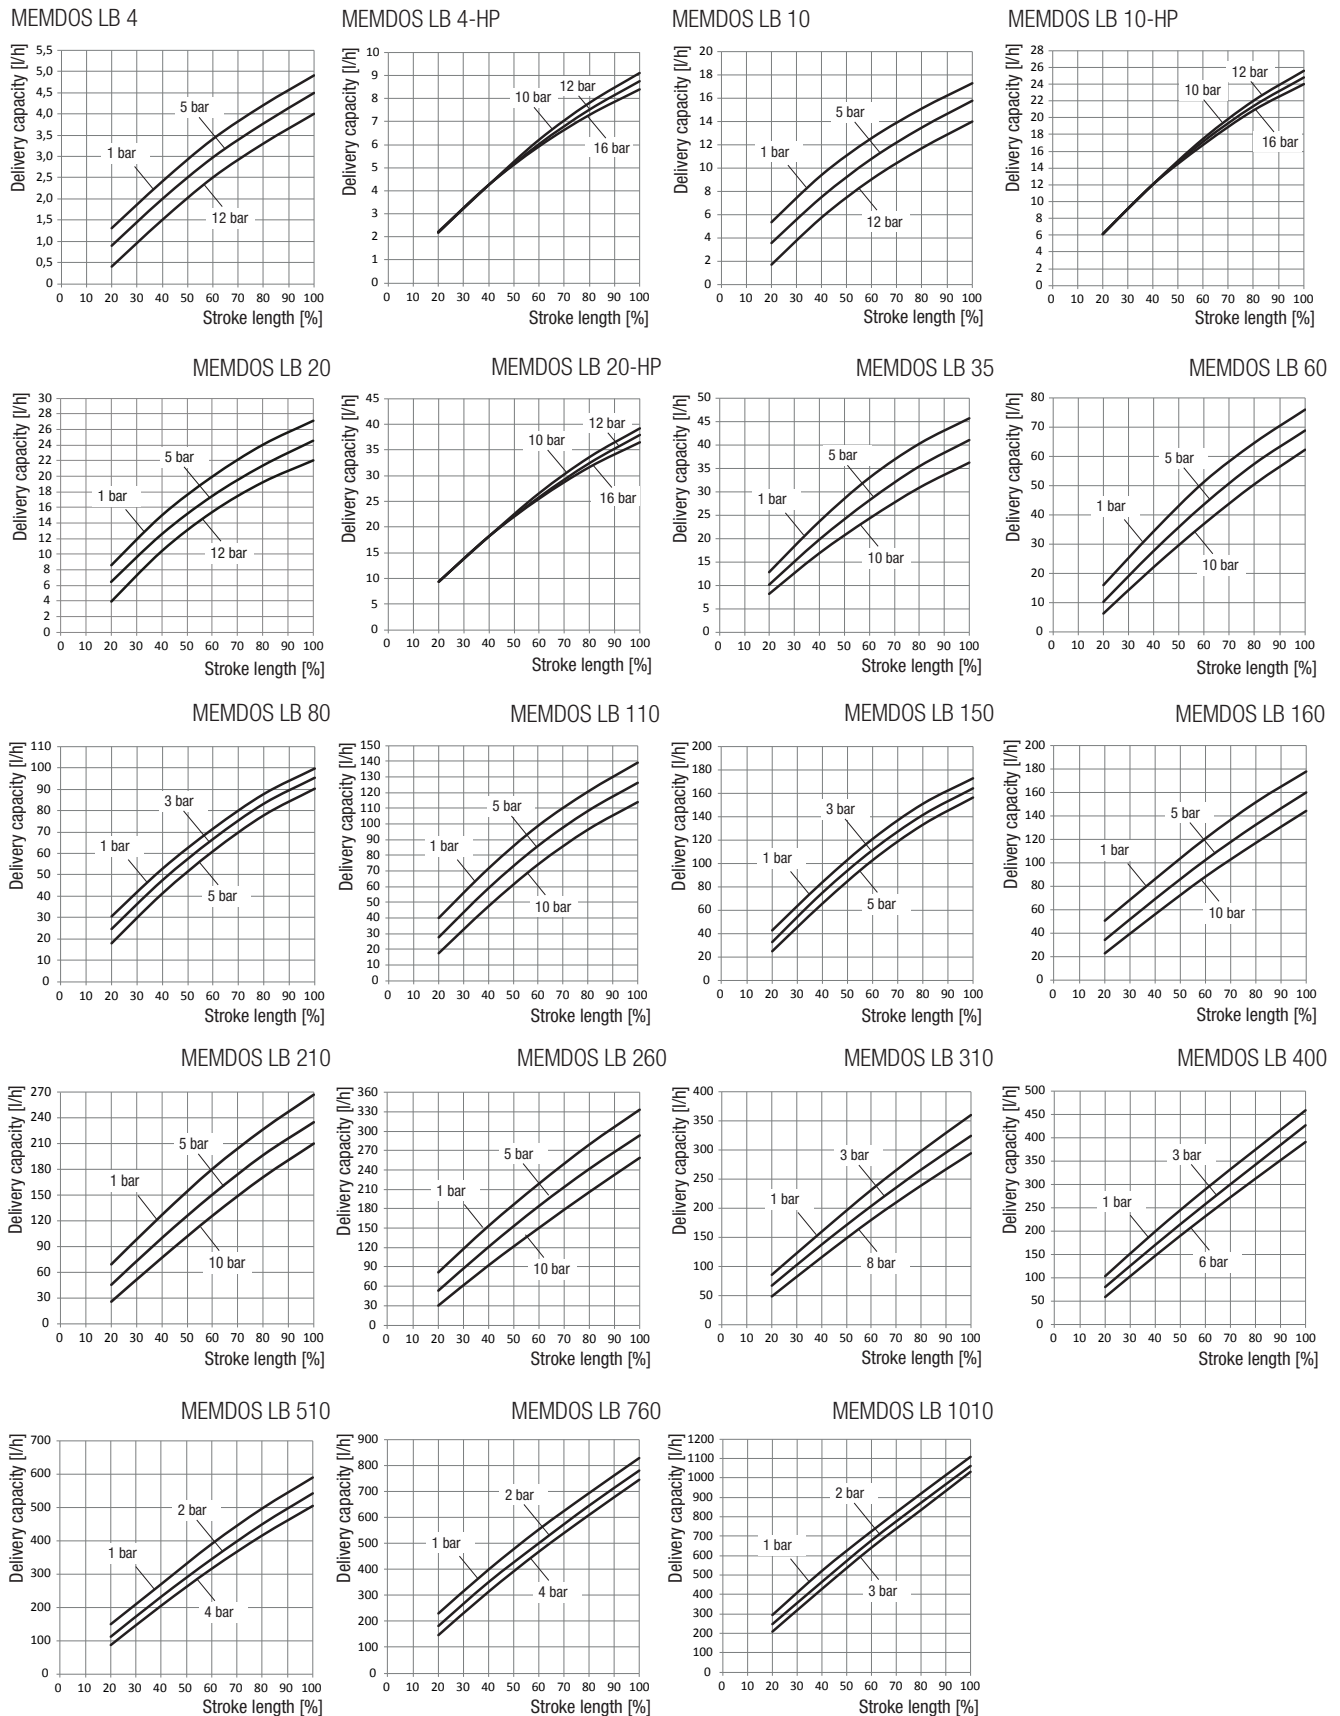 MEMDOS LB 4
Delivery capacity [l/h]
5,5
5,0
4,5
4,0
3,5
3,0
2,5
2,0
1,5
1,0
0,5
0
1 bar
5 bar
12 bar
0 10 20 30 40 50 60 70 80 90 100
Stroke length [%]
MEMDOS LB 4-HP
Delivery capacity [l/h]
10
9
8
7
6
5
4
3
2
1
0
10 bar
12 bar
16 bar
0 10 20 30 40 50 60 70 80 90 100
Stroke length [%]
MEMDOS LB 10
Delivery capacity [l/h]
20
18
16
14
12
10
8
6
4
2
0
1 bar
5 bar
12 bar
0 10 20 30 40 50 60 70 80 90 100
Stroke length [%]
MEMDOS LB 10-HP
Delivery capacity [l/h]
28
26
24
22
20
18
16
14
12
10
8
6
4
2
0
10 bar
12 bar
16 bar
0 10 20 30 40 50 60 70 80 90 100
Stroke length [%]
MEMDOS LB 20
Delivery capacity [l/h]
30
28
26
24
22
20
18
16
14
12
10
8
6
4
2
0
1 bar
5 bar
12 bar
0 10 20 30 40 50 60 70 80 90 100
Stroke length [%]
MEMDOS LB 20-HP
Delivery capacity [l/h]
45
40
35
30
25
20
15
10
5
0
10 bar
12 bar
16 bar
0 10 20 30 40 50 60 70 80 90 100
Stroke length [%]
MEMDOS LB 35
Delivery capacity [l/h]
50
45
40
35
30
25
20
15
10
5
0
1 bar
5 bar
10 bar
0 10 20 30 40 50 60 70 80 90 100
Stroke length [%]
MEMDOS LB 60
Delivery capacity [l/h]
80
70
60
50
40
30
20
10
0
1 bar
5 bar
10 bar
0 10 20 30 40 50 60 70 80 90 100
Stroke length [%]
MEMDOS LB 80
Delivery capacity [l/h]
110
100
90
80
70
60
50
40
30
20
10
0
1 bar
3 bar
5 bar
0 10 20 30 40 50 60 70 80 90 100
Stroke length [%]
MEMDOS LB 110
Delivery capacity [l/h]
150
140
130
120
110
100
90
80
70
60
50
40
30
20
10
0
1 bar
5 bar
10 bar
0 10 20 30 40 50 60 70 80 90 100
Stroke length [%]
MEMDOS LB 150
Delivery capacity [l/h]
200
180
160
140
120
100
80
60
40
20
0
1 bar
3 bar
5 bar
0 10 20 30 40 50 60 70 80 90 100
Stroke length [%]
MEMDOS LB 160
Delivery capacity [l/h]
200
180
160
140
120
100
80
60
40
20
0
1 bar
5 bar
10 bar
0 10 20 30 40 50 60 70 80 90 100
Stroke length [%]
MEMDOS LB 210
Delivery capacity [l/h]
270
240
210
180
150
120
90
60
30
0
1 bar
5 bar
10 bar
0 10 20 30 40 50 60 70 80 90 100
Stroke length [%]
MEMDOS LB 260
Delivery capacity [l/h]
360
330
300
270
240
210
180
150
120
90
60
30
0
1 bar
5 bar
10 bar
0 10 20 30 40 50 60 70 80 90 100
Stroke length [%]
MEMDOS LB 310
Delivery capacity [l/h]
400
350
300
250
200
150
100
50
0
1 bar
3 bar
8 bar
0 10 20 30 40 50 60 70 80 90 100
Stroke length [%]
MEMDOS LB 400
Delivery capacity [l/h]
500
450
400
350
300
250
200
150
100
50
0
1 bar
3 bar
6 bar
0 10 20 30 40 50 60 70 80 90 100
Stroke length [%]
MEMDOS LB 510
Delivery capacity [l/h]
700
600
500
400
300
200
100
0
1 bar
2 bar
4 bar
0 10 20 30 40 50 60 70 80 90 100
Stroke length [%]
MEMDOS LB 760
Delivery capacity [l/h]
900
800
700
600
500
400
300
200
100
0
1 bar
2 bar
4 bar
0 10 20 30 40 50 60 70 80 90 100
Stroke length [%]
MEMDOS LB 1010
Delivery capacity [l/h]
1200
1100
1000
900
800
700
600
500
400
300
200
100
0
1 bar
2 bar
3 bar
0 10 20 30 40 50 60 70 80 90 100
Stroke length [%]